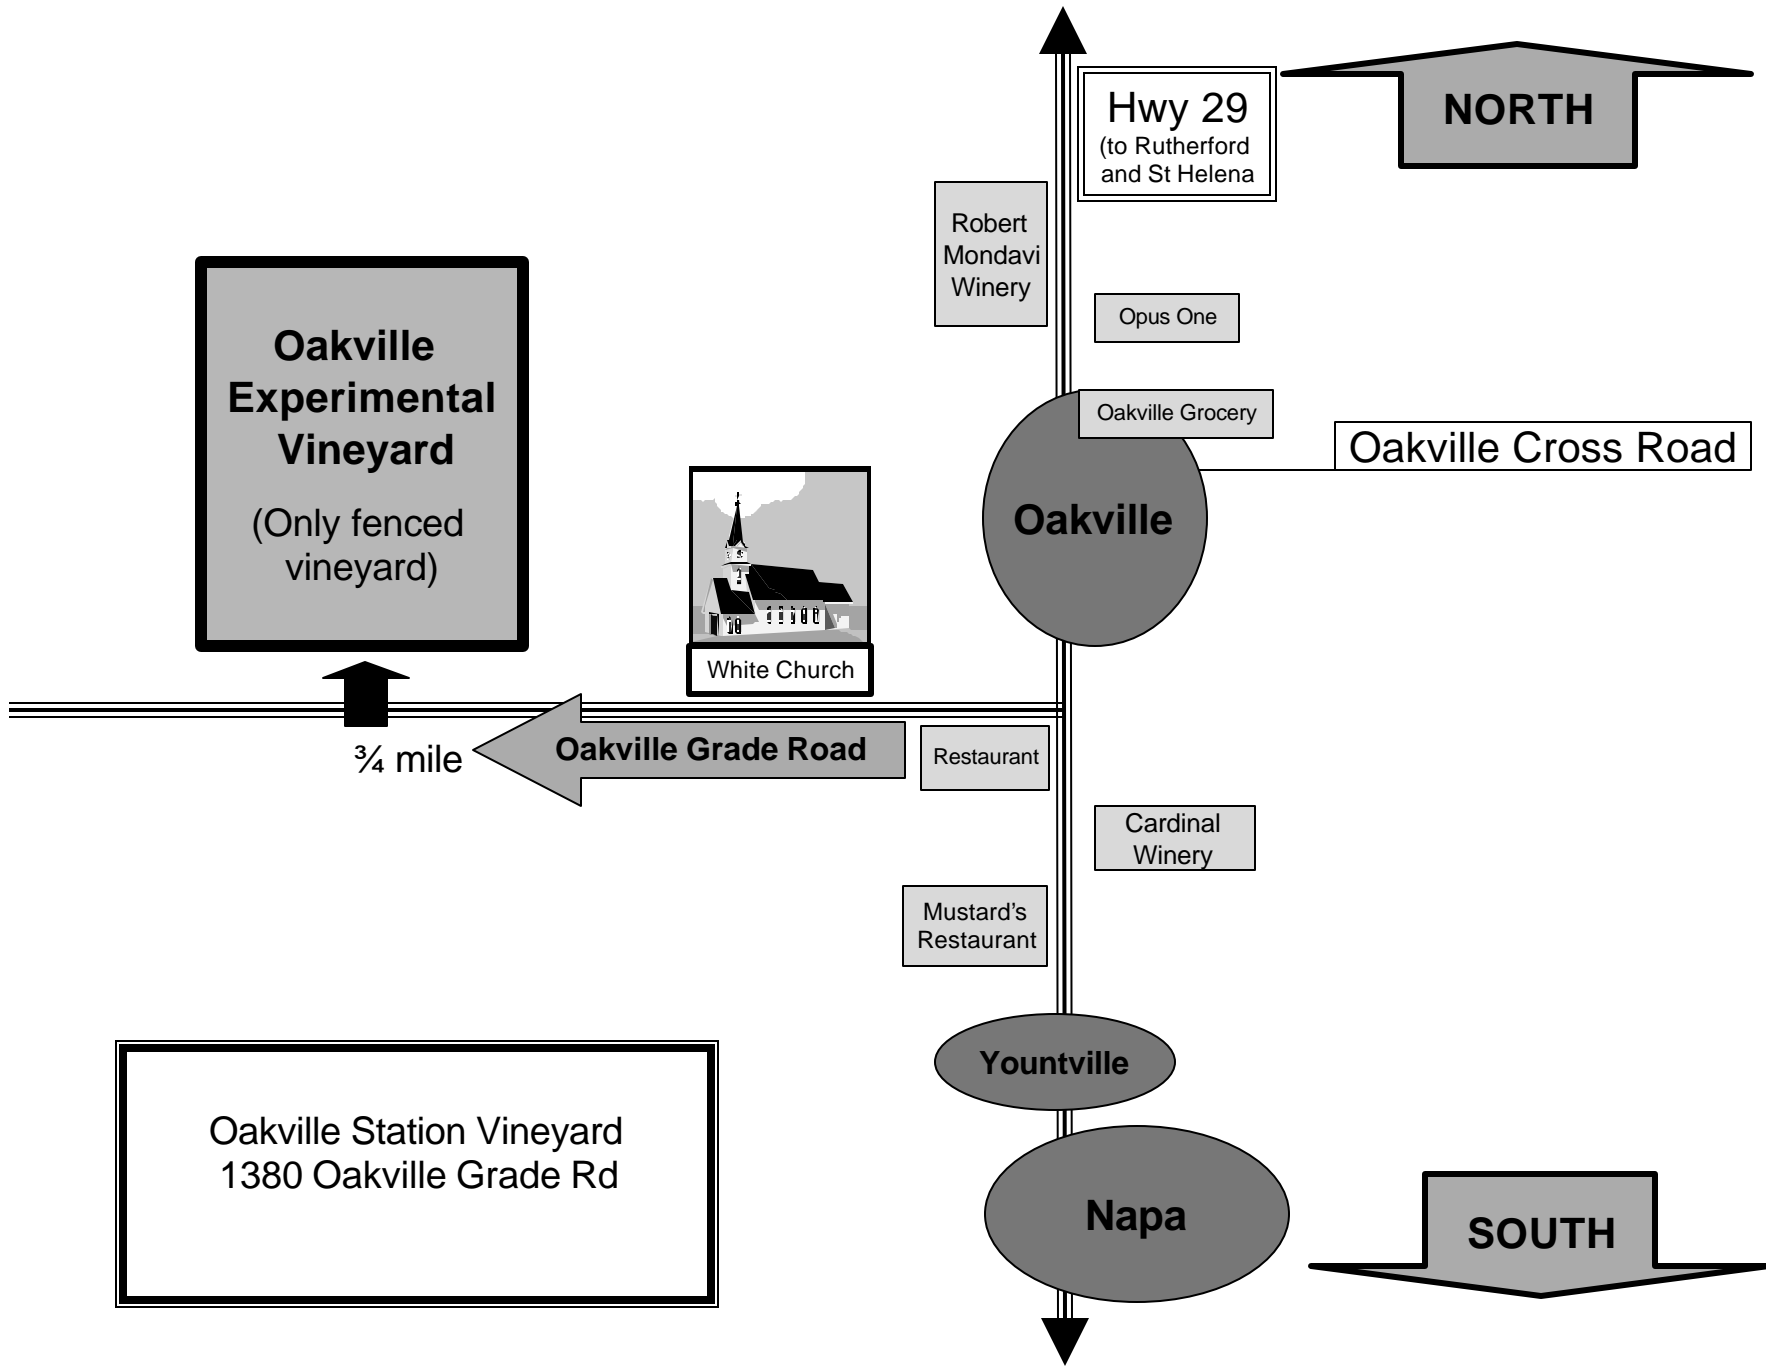 Hwy 29
(to Rutherford
and St Helena
NORTH
Robert
Mondavi
Winery
Opus One
Oakville
Experimental
Vineyard
(Only fenced
vineyard)
Oakville Grocery
Oakville Cross Road
Oakville
White Church
¾ mile
Oakville Grade Road
Restaurant
Cardinal
Winery
Mustard’s
Restaurant
Yountville
Oakville Station Vineyard
1380 Oakville Grade Rd
Napa
SOUTH